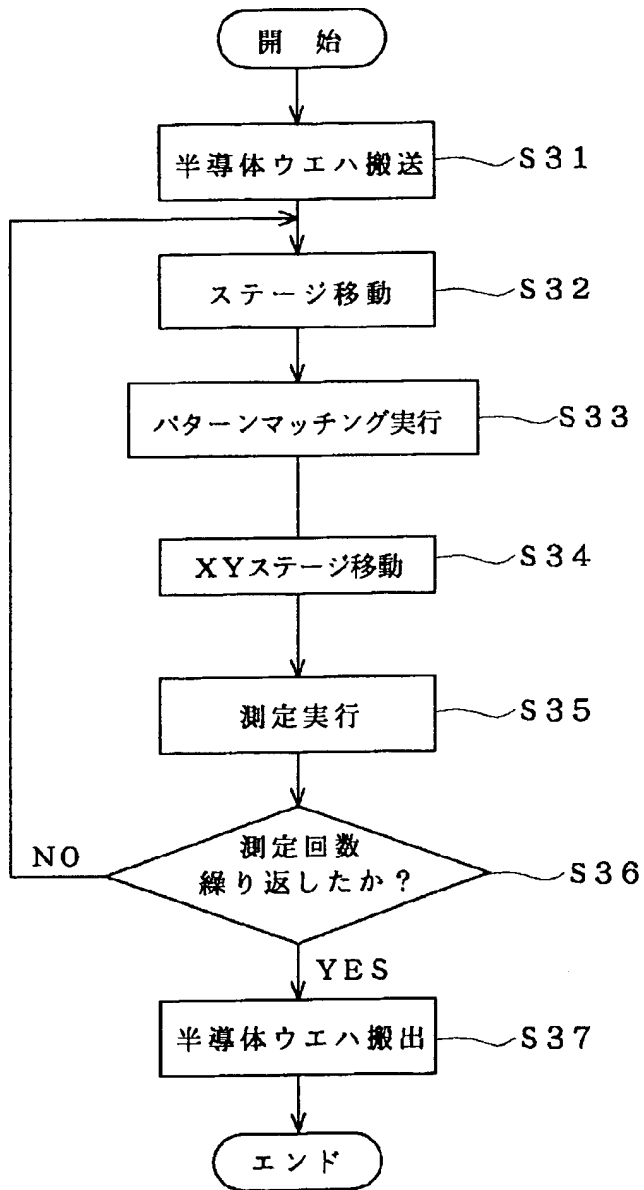 開 始
半導体ウエハ搬送
S31
ステージ移動
S32
パターンマッチング実行
S33
XYステージ移動
S34
測定実行
S35
測定回数
繰り返したか?
S36
NO
YES
半導体ウエハ搬出
S37
エンド